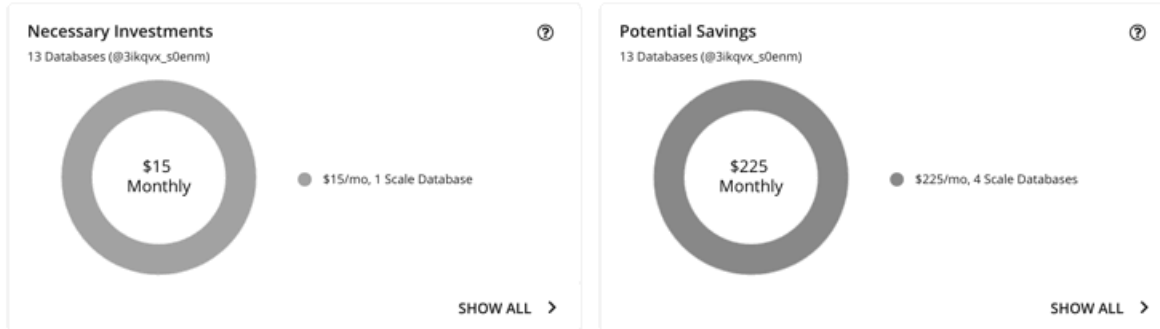 Necessary Investments
13 Databases (@3ikqvx_s0enm)
$15
Monthly
$15/mo, 1 Scale Database
SHOW ALL
Potential Savings
13 Databases (@3ikqvx_s0enm)
$225
Monthly
$225/mo, 4 Scale Databases
SHOW ALL